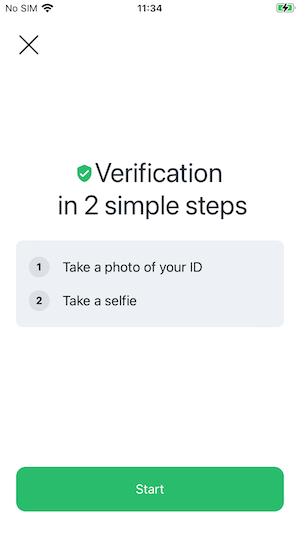 No SIM 11:34
Verification
in 2 simple steps
1 Take a photo of your ID
2 Take a selfie
Start